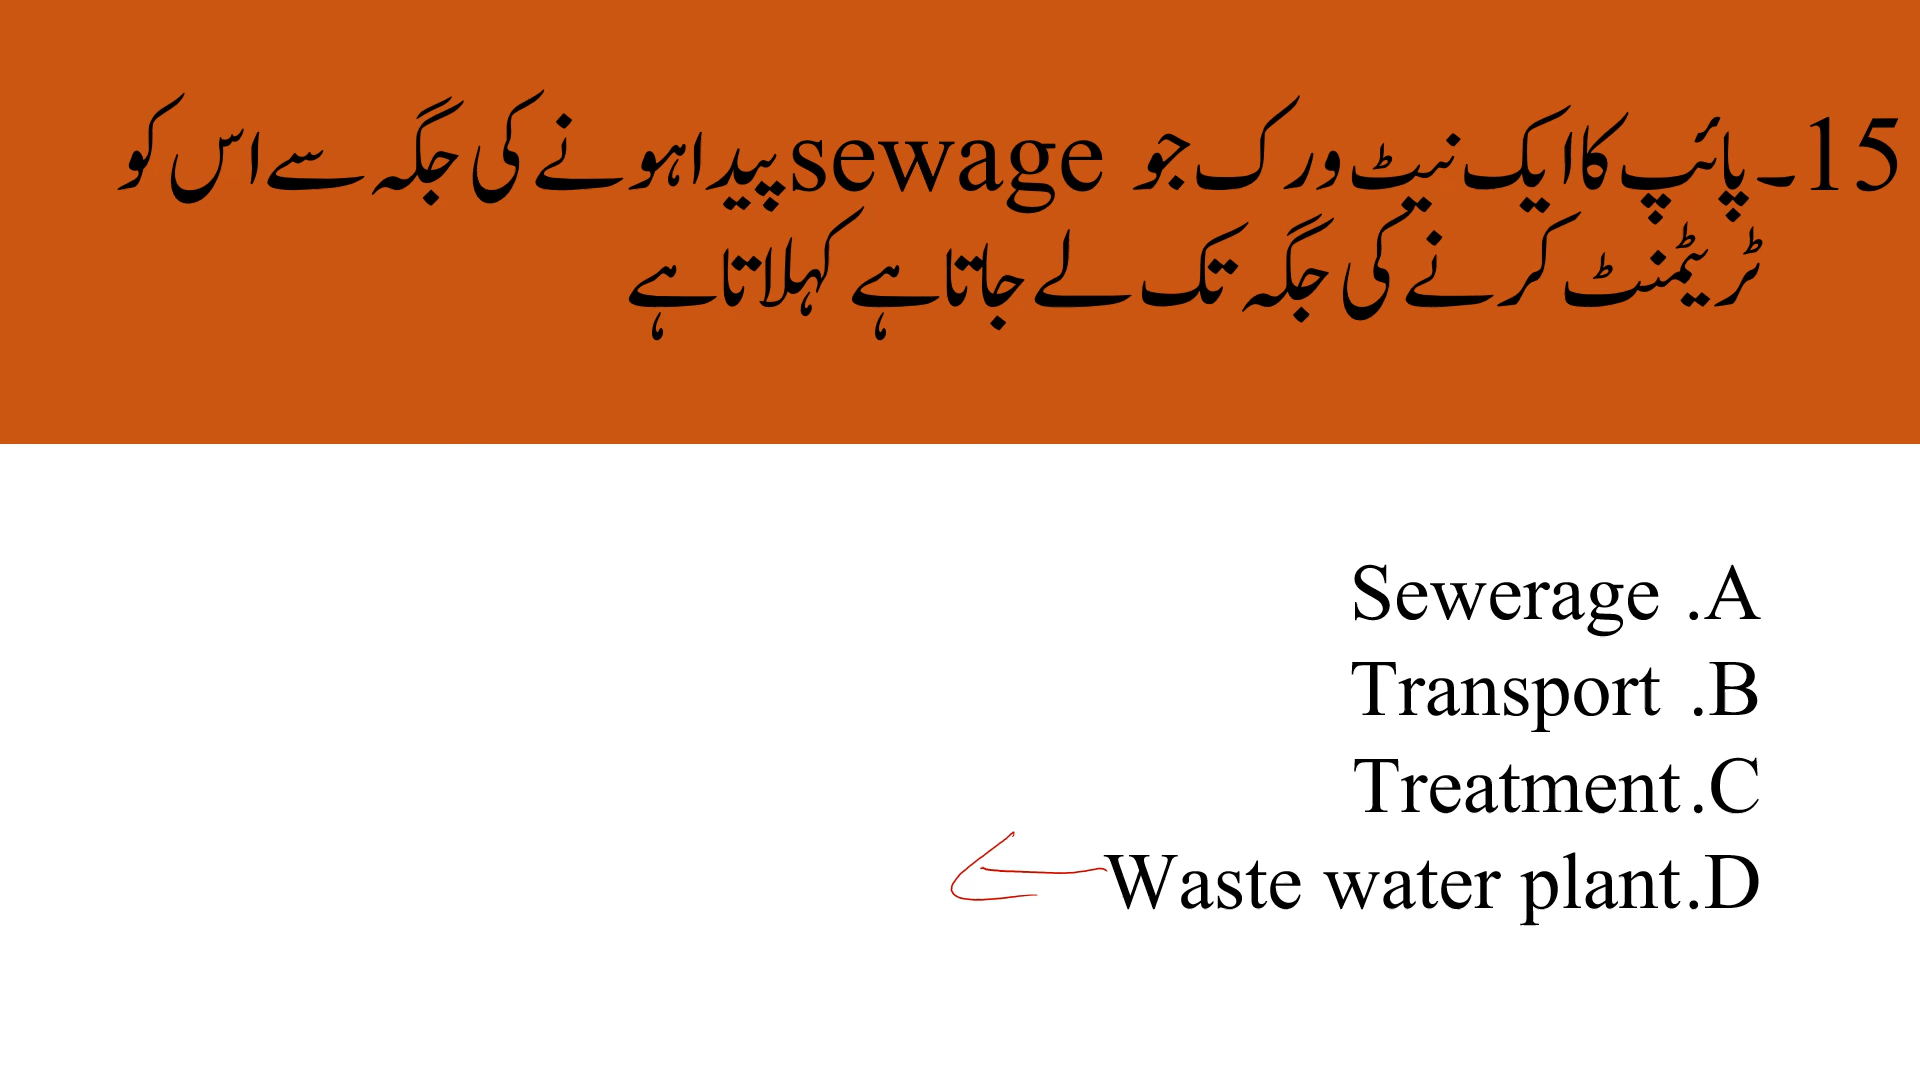 15۔ پائپ کا ایک نیٹ ورک جو sewage پیدا ہونے کی جگہ سے اس کو
ٹریٹمنٹ کرنے کی جگہ تک لے جاتا ہے کہلاتا ہے
A. Sewerage
B. Transport
C. Treatment
D. Waste water plant